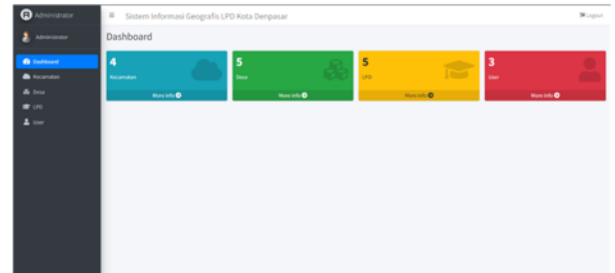 Administrator
Sistem Informasi Geografis LPD Kota Denpasar
Logout
Administrator
Dashboard
Dashboard
Kecamatan
Desa
LPD
User
4
Kecamatan
More info
5
Desa
More info
5
LPD
More info
3
User
More info